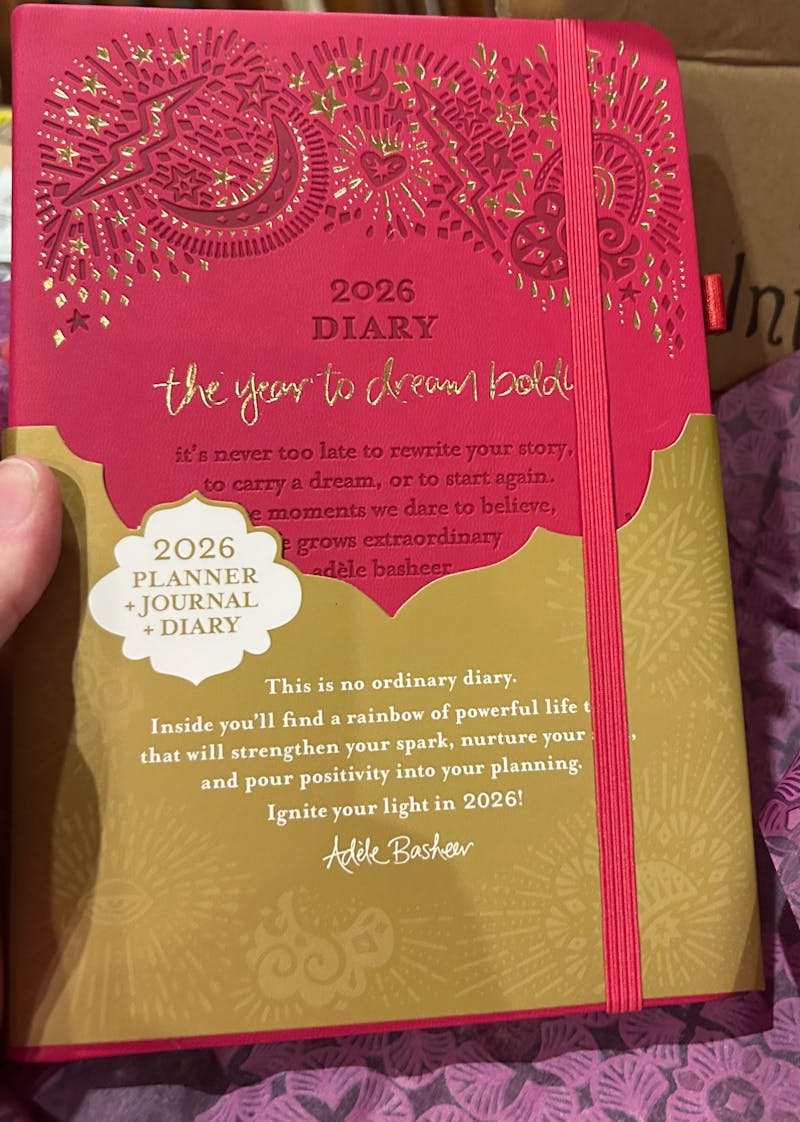 2026
DIARY
the year to dream
it's never too late to rewrite your story,
to carry a dream, or to start again.
moments we dare to believe,
grows extraordinary
adèle basheer
2026
PLANNER
+ JOURNAL
+ DIARY
This is no ordinary diary.
Inside you'll find a rainbow of powerful life
that will strengthen your spark, nurture your
and pour positivity into your planning.
Ignite your light in 2026!
Adèle Basheer